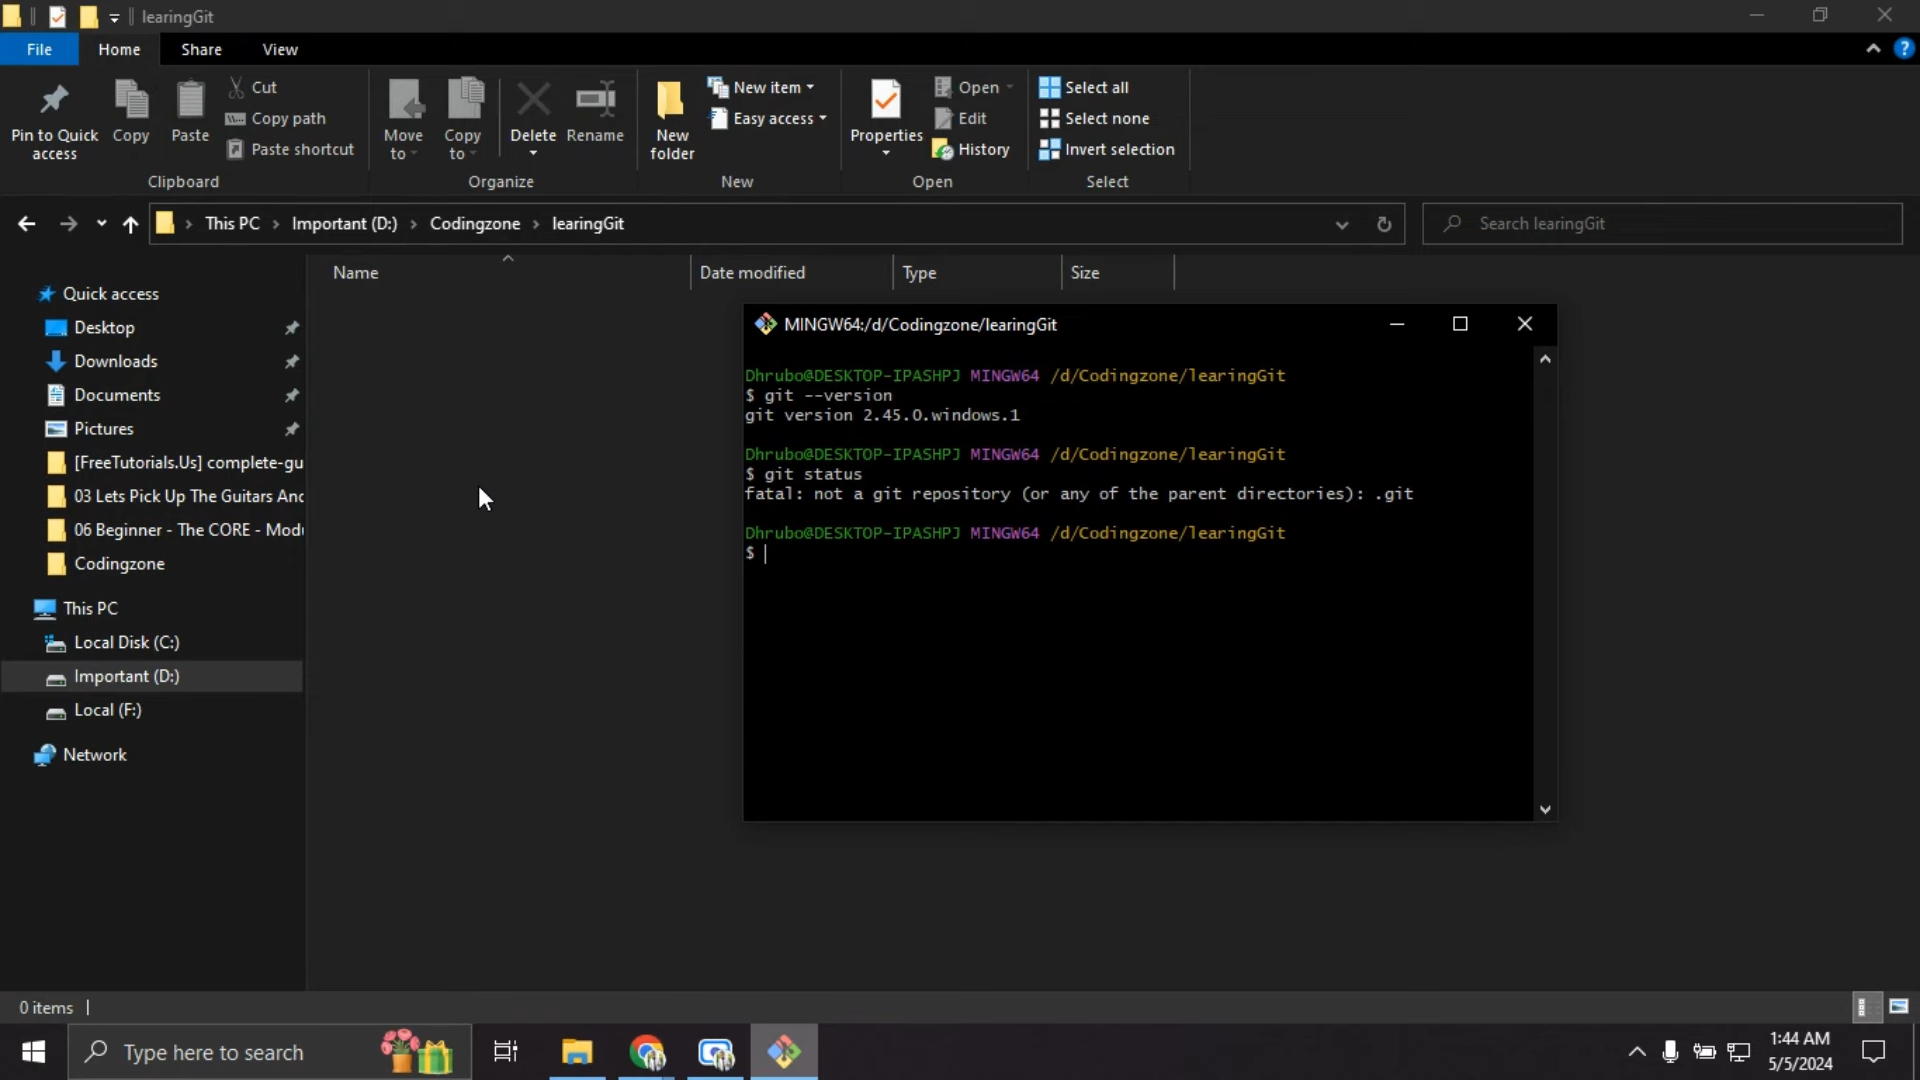 learingGit
File Home Share View
Pin to Quick access
Copy
Paste
Cut
Copy path
Paste shortcut
Clipboard
Move to
Copy to
Delete
Rename
Organize
New folder
New item
Easy access
New
Properties
Open
Edit
History
Open
Select all
Select none
Invert selection
Select
This PC › Important (D:) › Codingzone › learingGit
Search learingGit
Name Date modified Type Size
Quick access
Desktop
Downloads
Documents
Pictures
[FreeTutorials.Us] complete-gu
03 Lets Pick Up The Guitars And
06 Beginner - The CORE - Modu
Codingzone
This PC
Local Disk (C:)
Important (D:)
Local (F:)
Network
MINGW64:/d/Codingzone/learingGit
Dhrubo@DESKTOP-IPASHPJ MINGW64 /d/Codingzone/learingGit
$ git --version
git version 2.45.0.windows.1
Dhrubo@DESKTOP-IPASHPJ MINGW64 /d/Codingzone/learingGit
$ git status
fatal: not a git repository (or any of the parent directories): .git
Dhrubo@DESKTOP-IPASHPJ MINGW64 /d/Codingzone/learingGit
$
0 items
Type here to search
1:44 AM
5/5/2024